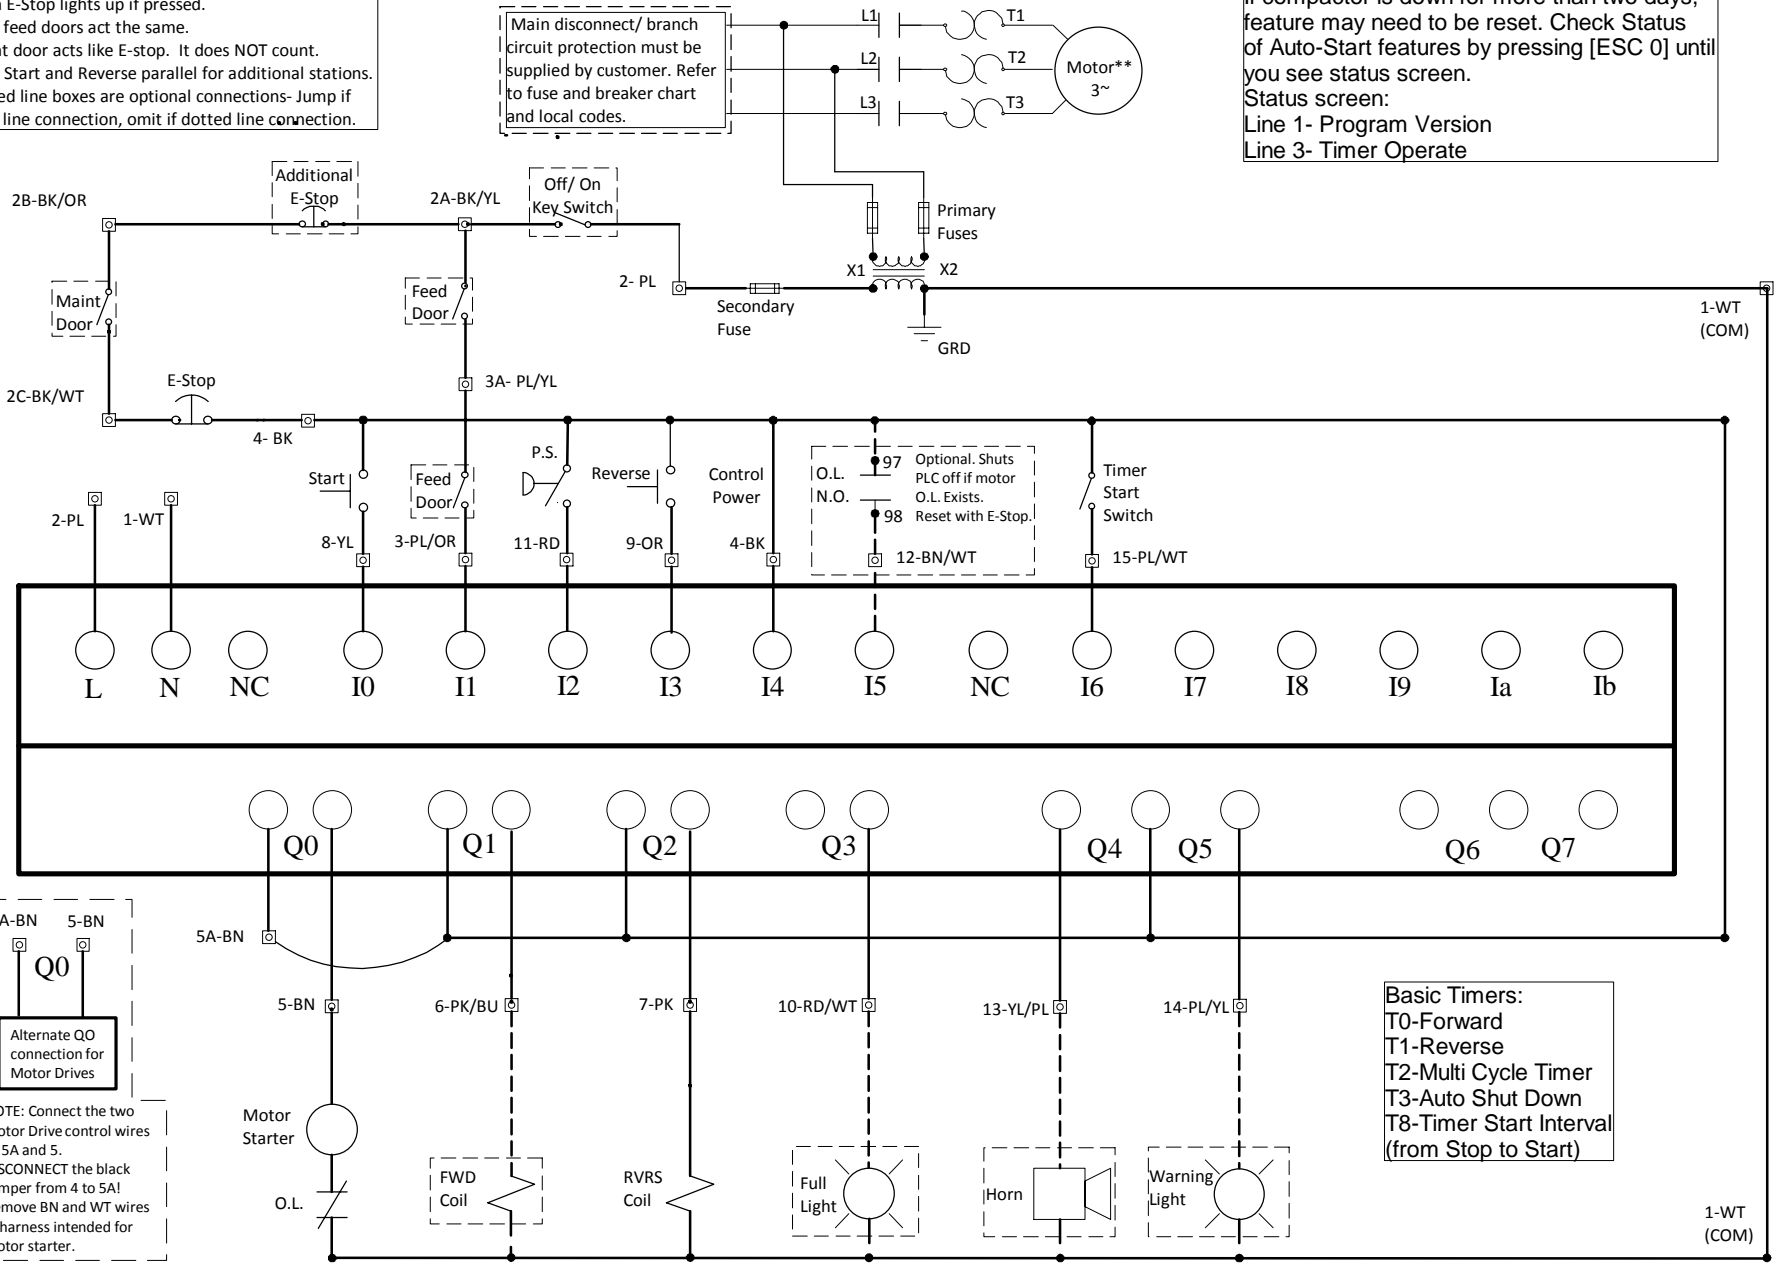 E-Stop lights up if pressed.
feed doors act the same.
door acts like E-stop. It does NOT count.
Start and Reverse parallel for additional stations.
line boxes are optional connections- Jump if
line connection, omit if dotted line connection.
Main disconnect/ branch
circuit protection must be
supplied by customer. Refer
to fuse and breaker chart
and local codes.
L1
T1
L2
T2
L3
T3
Motor**
3~
If compactor is down for more than two days,
feature may need to be reset. Check Status
of Auto-Start features by pressing [ESC 0] until
you see status screen.
Status screen:
Line 1- Program Version
Line 3- Timer Operate
2B-BK/OR
Additional
E-Stop
2A-BK/YL
Off/ On
Key Switch
Primary
Fuses
X1
X2
2- PL
Secondary
Fuse
GRD
1-WT
(COM)
Maint
Door
Feed
Door
3A- PL/YL
2C-BK/WT
E-Stop
4- BK
2-PL
1-WT
Start
8-YL
Feed
Door
3-PL/OR
P.S.
11-RD
Reverse
9-OR
Control
Power
4-BK
O.L.
N.O.
97
98
Optional. Shuts
PLC off if motor
O.L. Exists.
Reset with E-Stop.
12-BN/WT
Timer
Start
Switch
15-PL/WT
L
N
NC
I0
I1
I2
I3
I4
I5
NC
I6
I7
I8
I9
Ia
Ib
Q0
Q1
Q2
Q3
Q4
Q5
Q6
Q7
A-BN
5-BN
Q0
Alternate QO
connection for
Motor Drives
OTE: Connect the two
otor Drive control wires
5A and 5.
SCONNECT the black
mper from 4 to 5A!
emove BN and WT wires
harness intended for
otor starter.
5A-BN
5-BN
6-PK/BU
7-PK
10-RD/WT
13-YL/PL
14-PL/YL
Motor
Starter
O.L.
FWD
Coil
RVRS
Coil
Full
Light
Horn
Warning
Light
Basic Timers:
T0-Forward
T1-Reverse
T2-Multi Cycle Timer
T3-Auto Shut Down
T8-Timer Start Interval
(from Stop to Start)
1-WT
(COM)